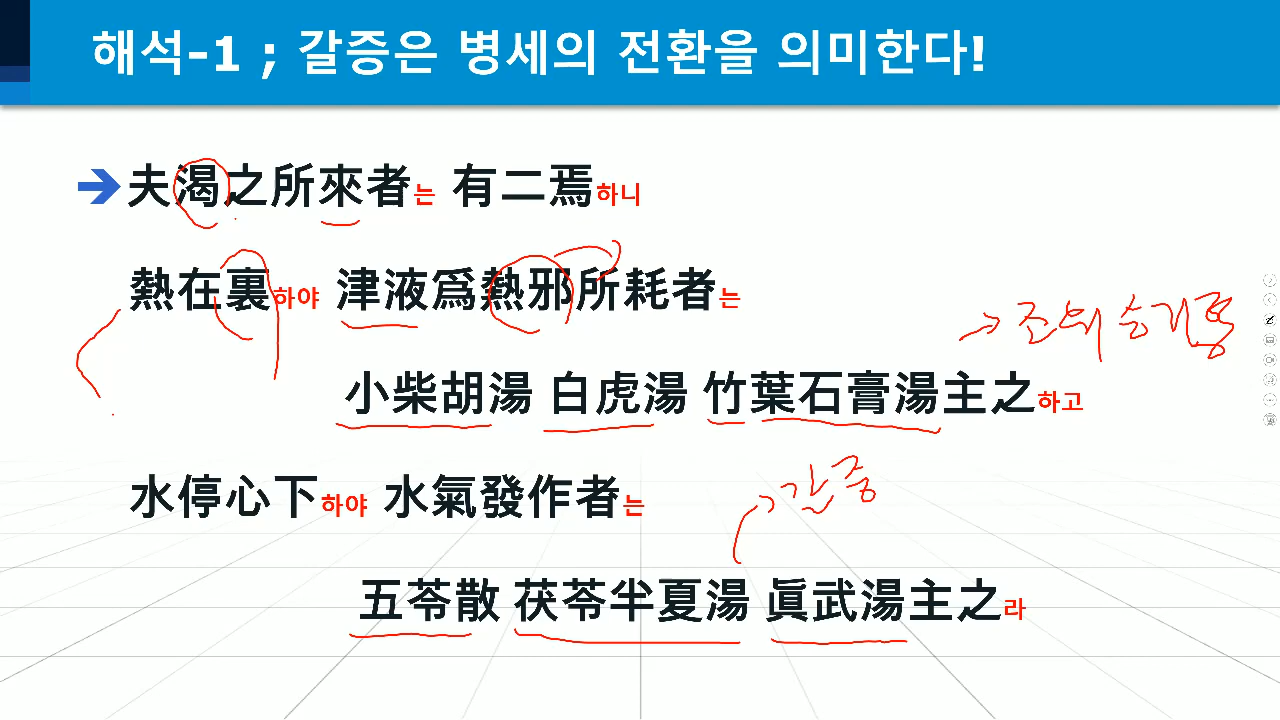 해석-1 ; 갈증은 병세의 전환을 의미한다!
夫渴之所來者는 有二焉하니
熱在裏하야 津液爲熱邪所耗者는
小柴胡湯 白虎湯 竹葉石膏湯主之하고
水停心下하야 水氣發作者는
五苓散 茯苓半夏湯 眞武湯主之라